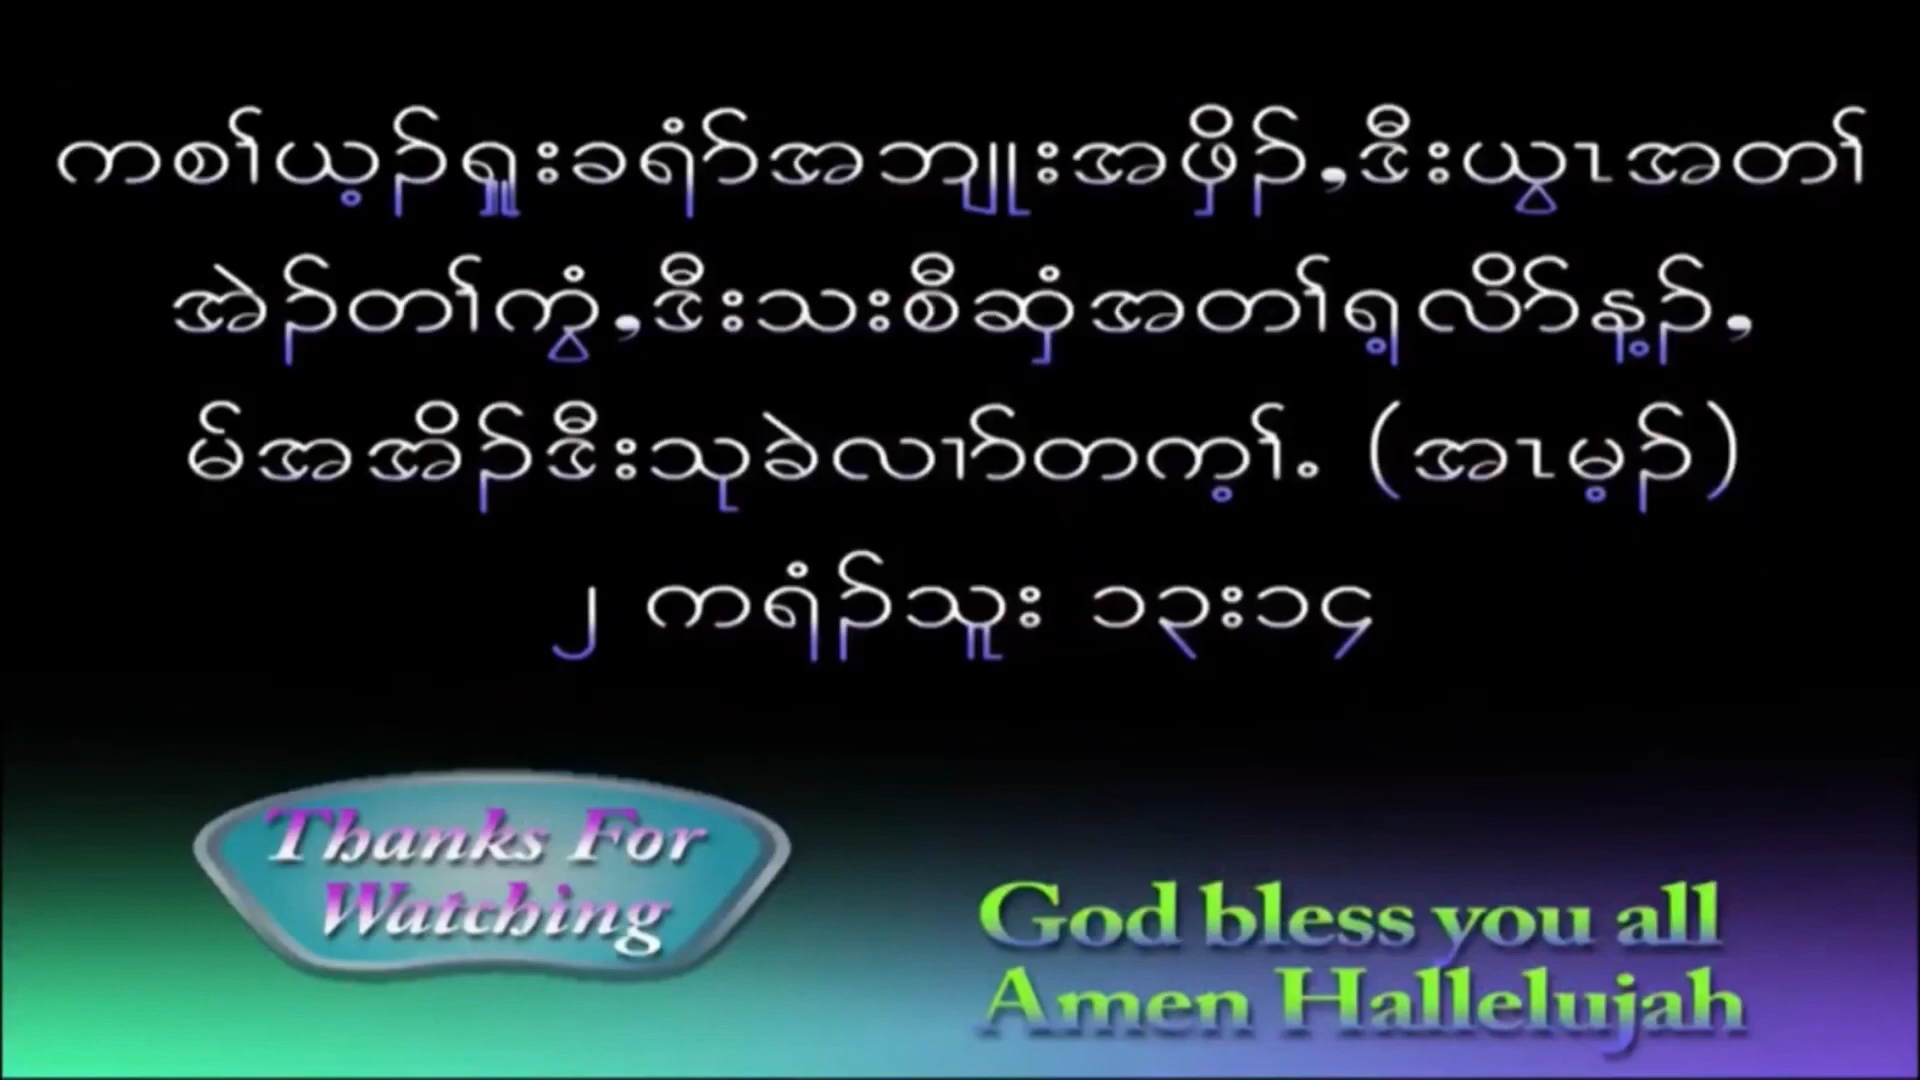 ကစၢ်ယ့ၣ်ရှူးခရံာ်အဘျုးအဖှိၣ်,ဒီးယွၤအတၢ်
အဲၣ်တၢ်ကွံ,ဒီးသးစီဆှံအတၢ်ရ့လိာ်န့ၣ်,
မ်အအိၣ်ဒီးသုခဲလၢာ်တက့ၢ်. (အၤမ့ၣ်)
၂ ကရံၣ်သူး ၁၃း၁၄
Thanks For
Watching
God bless you all
Amen Hallelujah